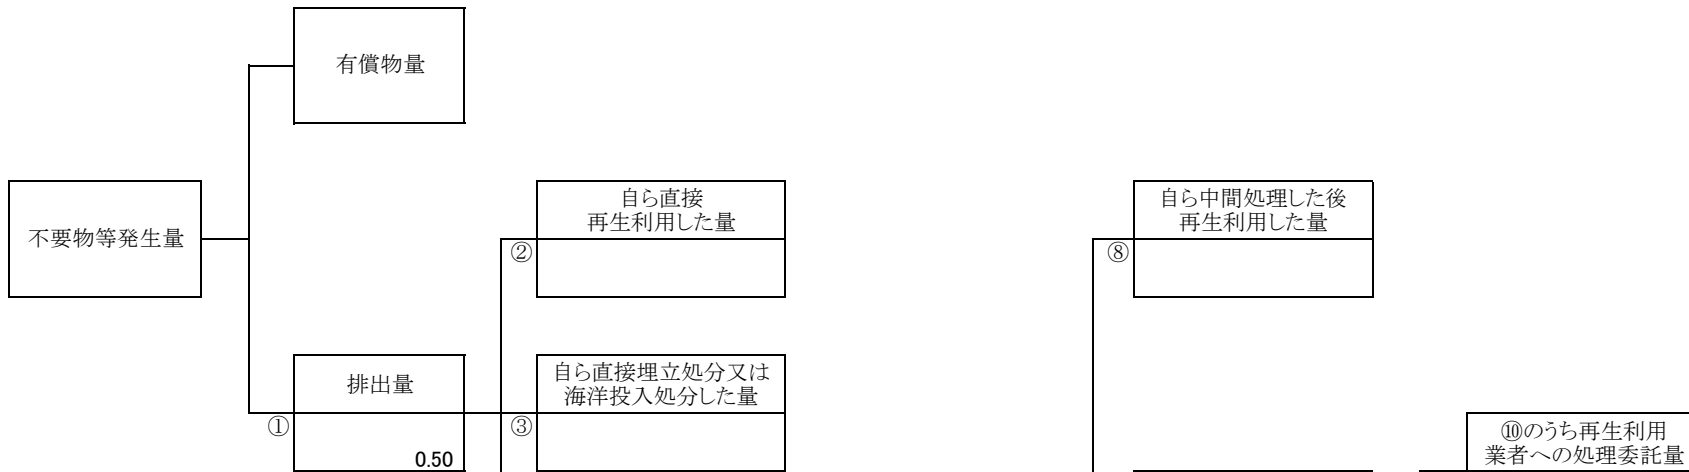 有償物量
不要物等発生量
自ら直接
再生利用した量
②
自ら中間処理した後
再生利用した量
⑧
排出量
①
0.50
自ら直接埋立処分又は
海洋投入処分した量
③
⑩のうち再生利用
業者への処理委託量